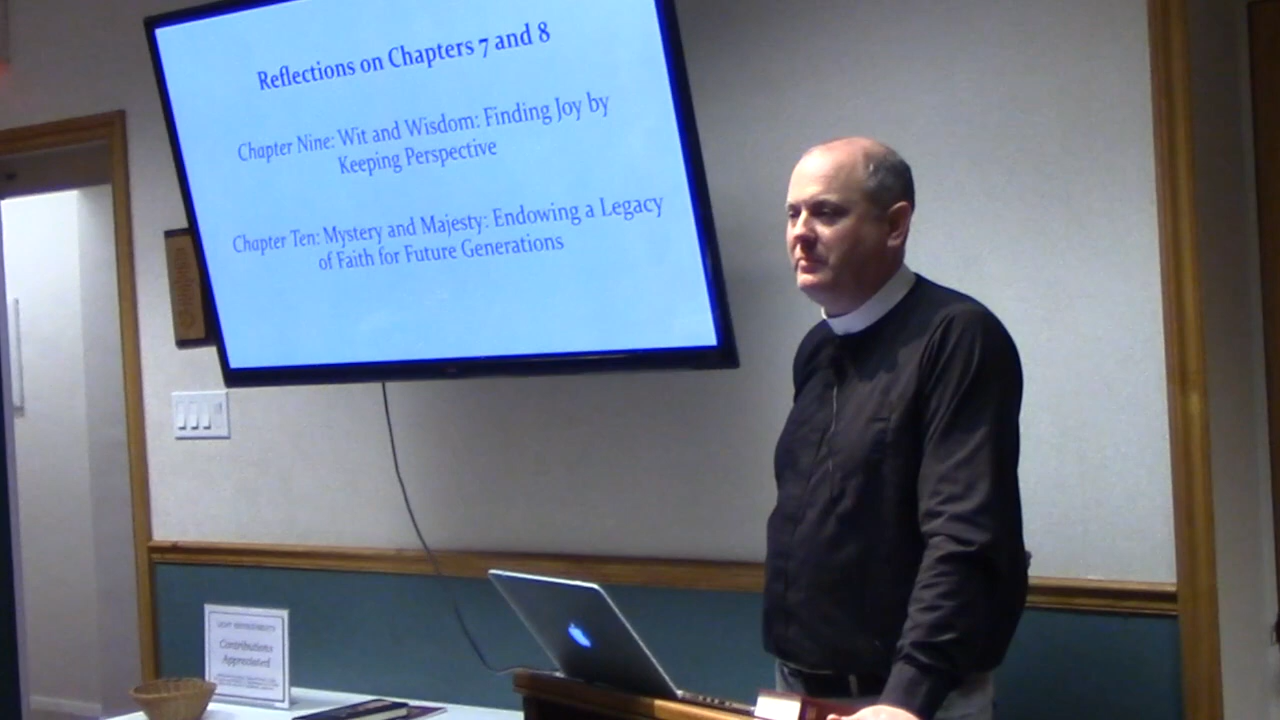 Reflections on Chapters 7 and 8
Chapter Nine: Wit and Wisdom: Finding Joy by
Keeping Perspective
Chapter Ten: Mystery and Majesty: Endowing a Legacy
of Faith for Future Generations
Contributions
Appreciated